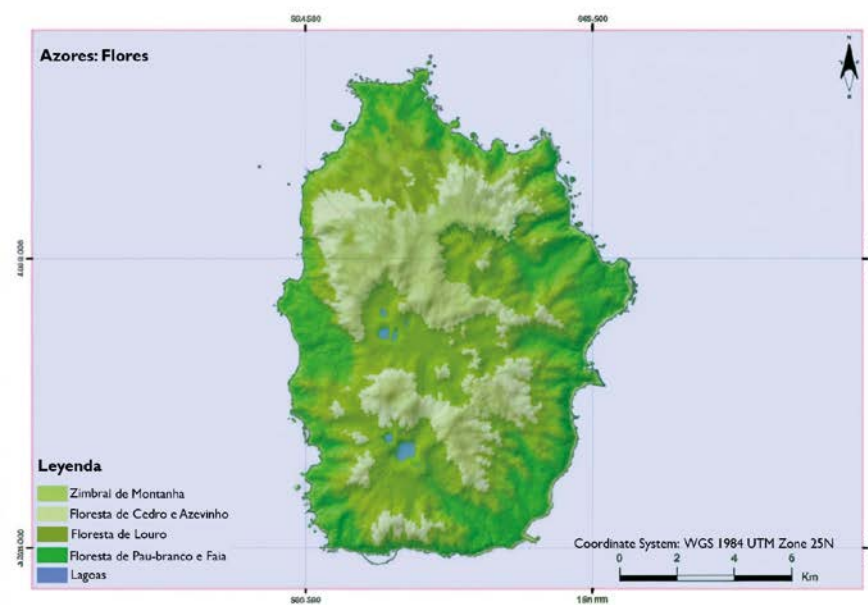 Azores: Flores
N
Leyenda
Zimbral de Montanha
Floresta de Cedro e Azevinho
Floresta de Louro
Floresta de Pau-branco e Faia
Lagoas
Coordinate System: WGS 1984 UTM Zone 25N
0 2 4 6
Km